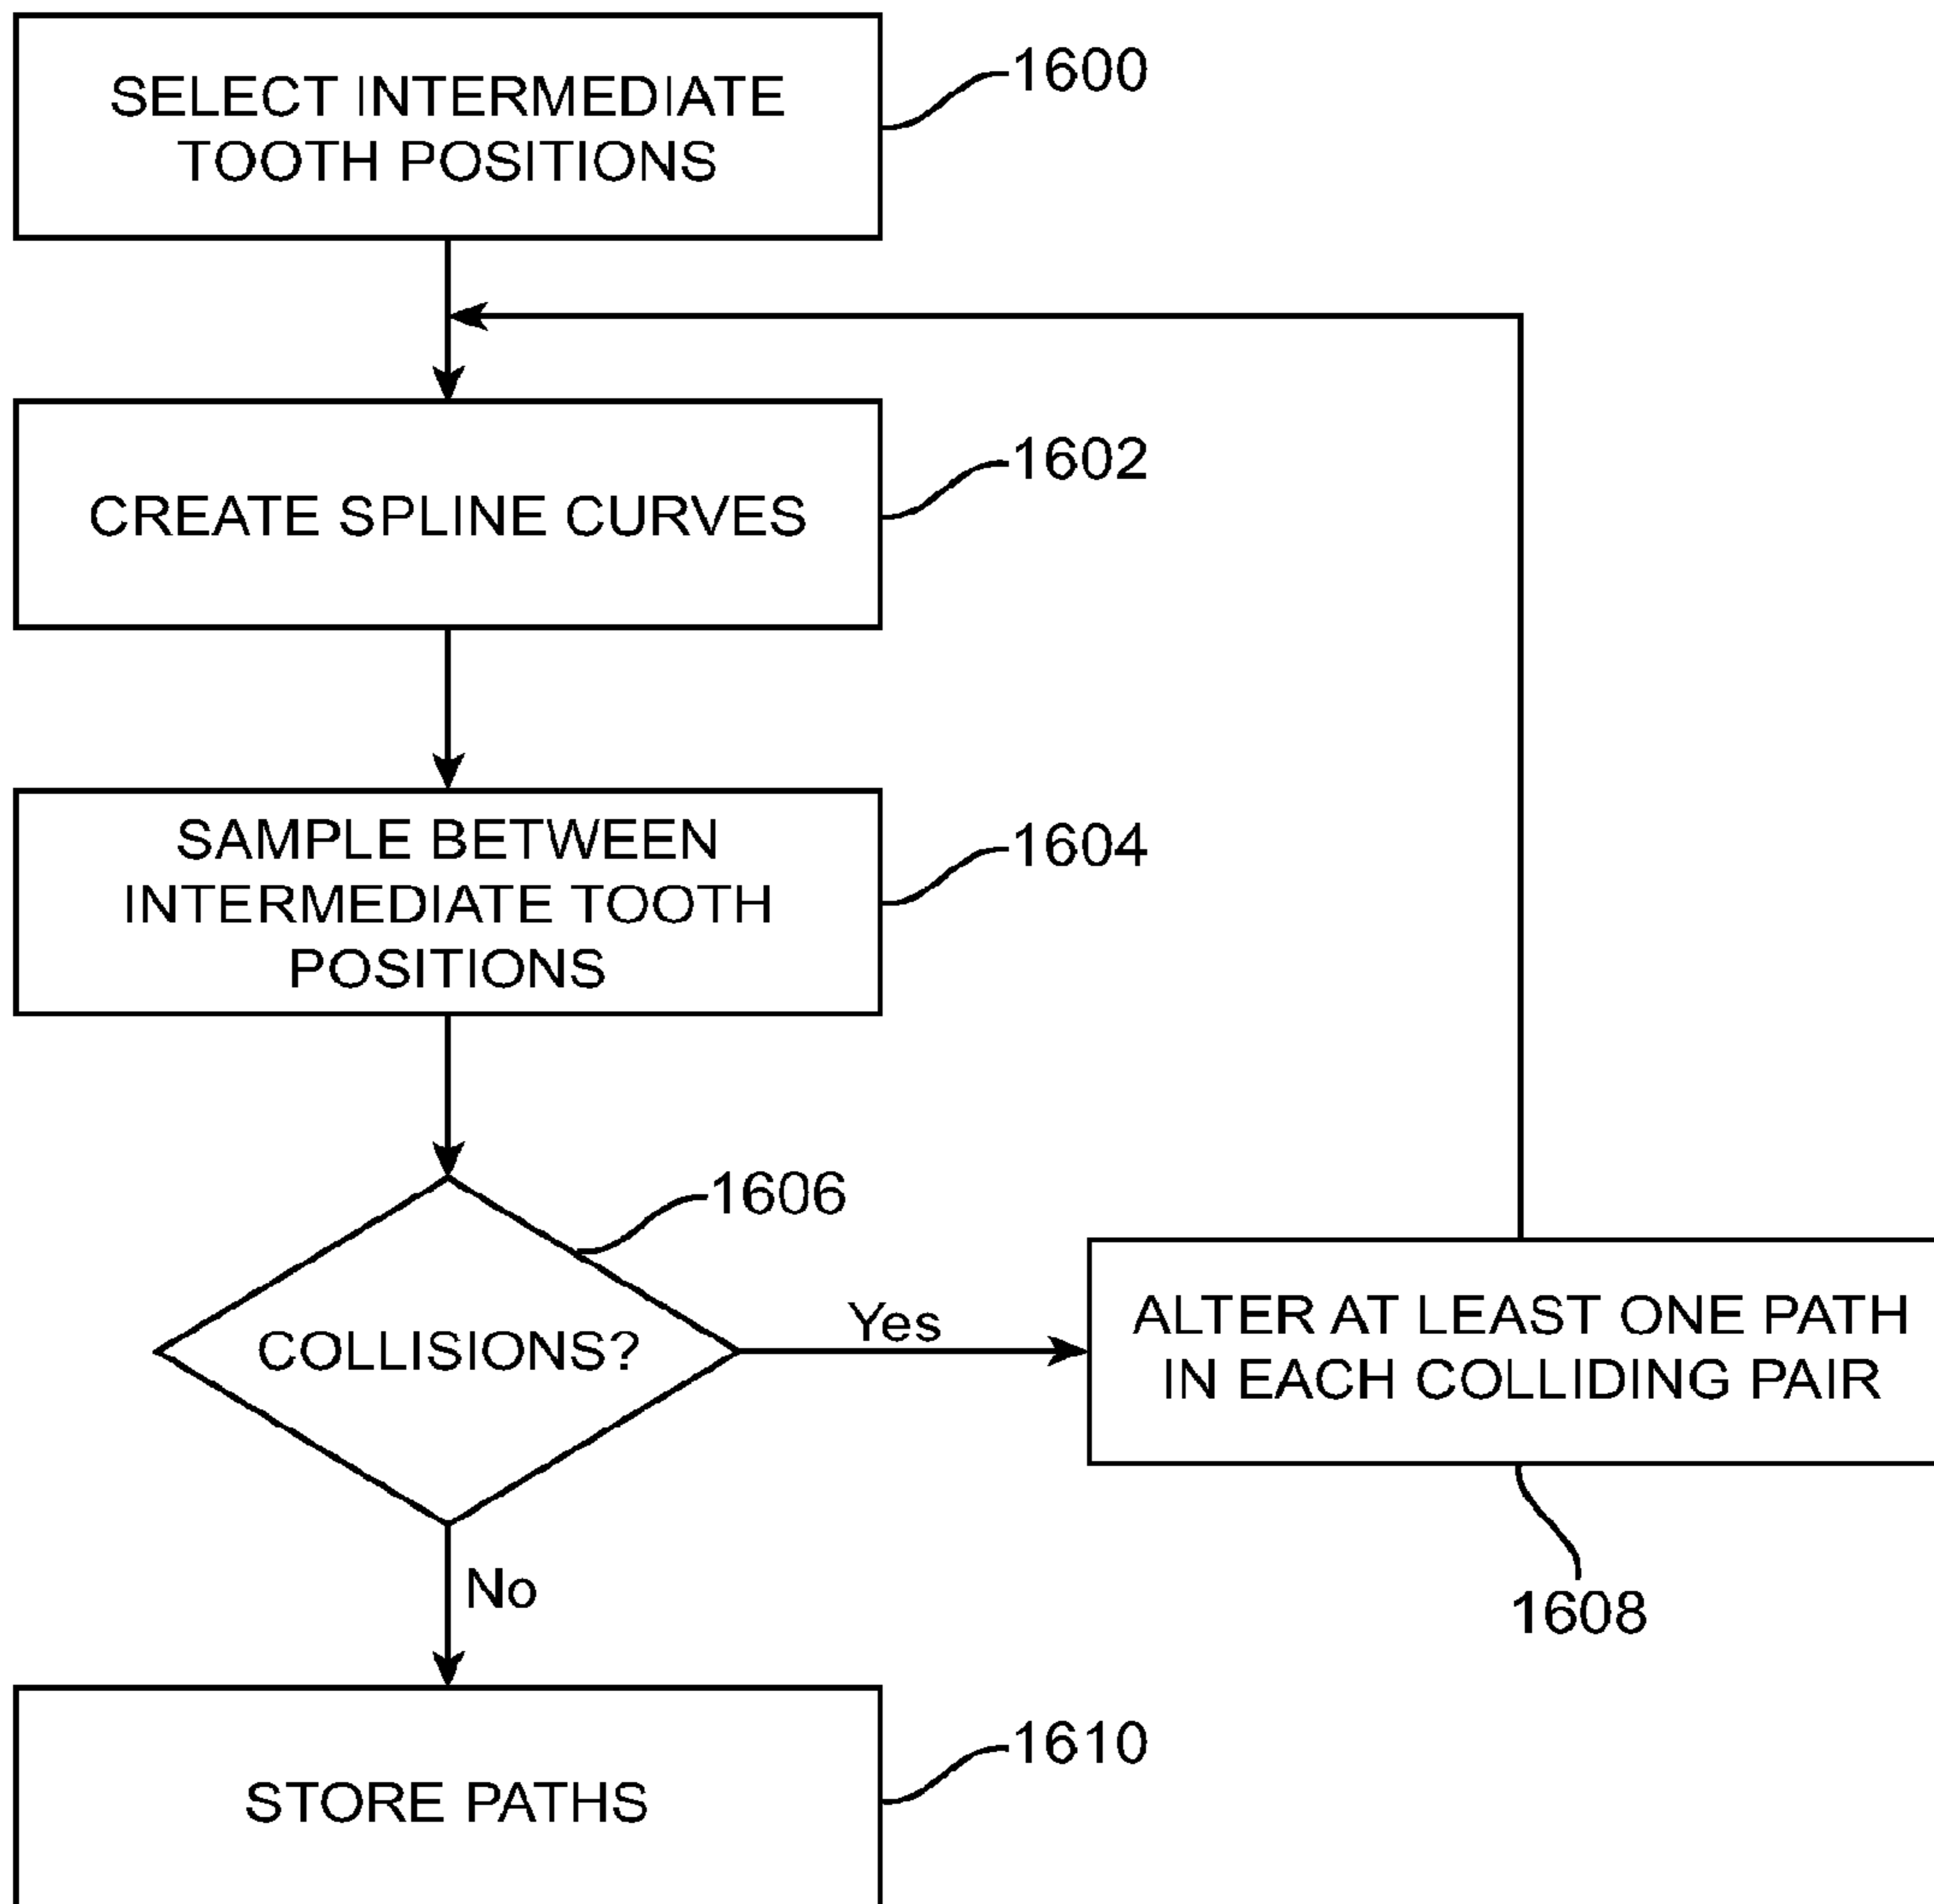 SELECT INTERMEDIATE
TOOTH POSITIONS
1600
CREATE SPLINE CURVES
1602
SAMPLE BETWEEN
INTERMEDIATE TOOTH
POSITIONS
1604
1606
COLLISIONS?
Yes
ALTER AT LEAST ONE PATH
IN EACH COLLIDING PAIR
1608
No
STORE PATHS
1610